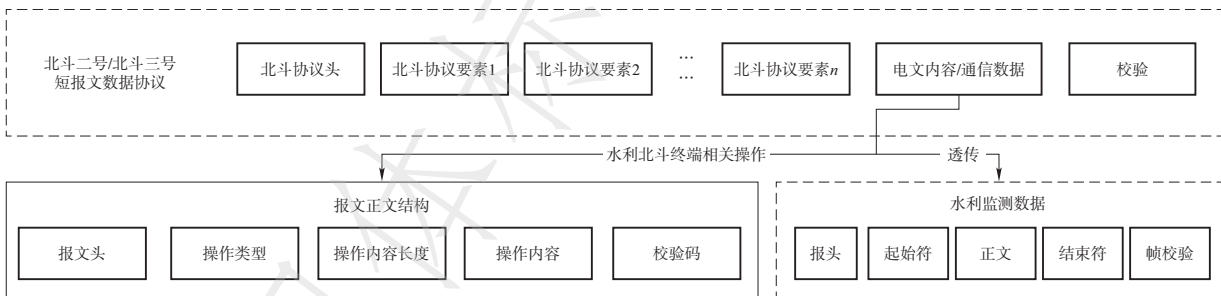 北斗二号/北斗三号
短报文数据协议
北斗协议头
北斗协议要素1
北斗协议要素2
…
…
北斗协议要素n
电文内容/通信数据
校验
水利北斗终端相关操作
透传
报文正文结构
报文头
操作类型
操作内容长度
操作内容
校验码
水利监测数据
报头
起始符
正文
结束符
帧校验